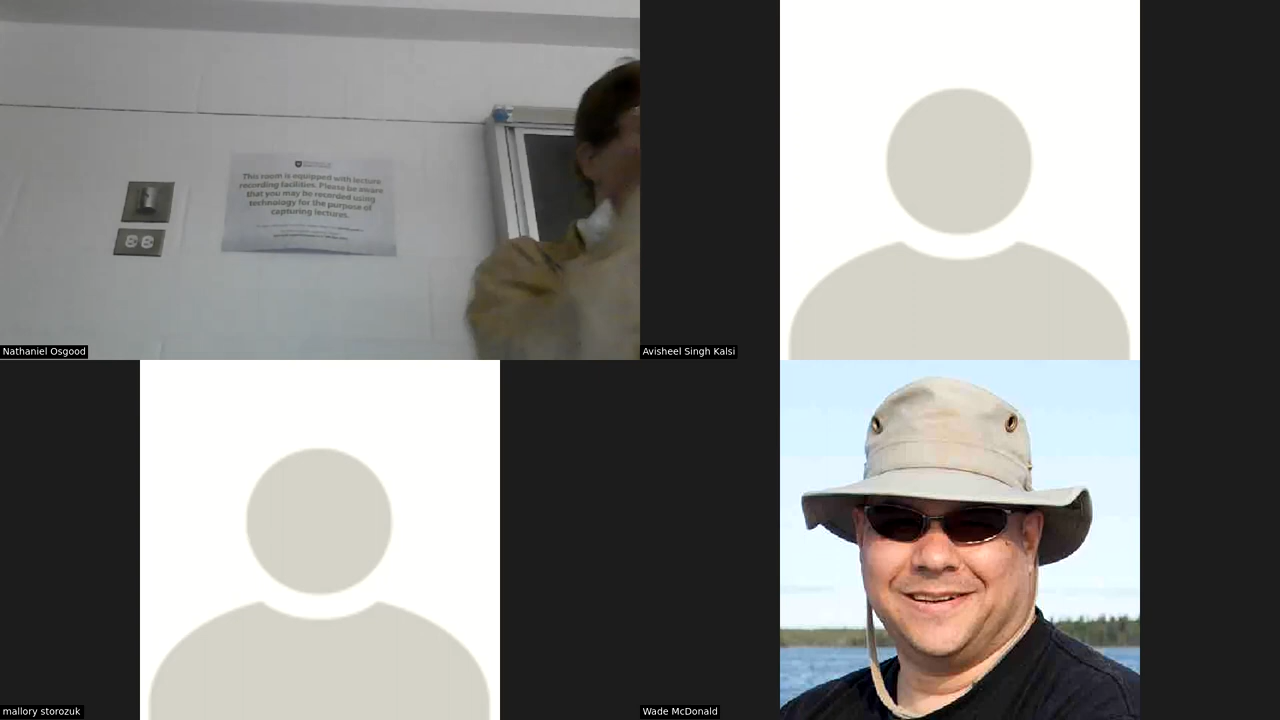 This room is equipped with lecture
recording facilities. Please be aware
that you may be recorded using
technology for the purpose of
capturing lectures.
Nathaniel Osgood
Avisheel Singh Kalsi
mallory storozuk
Wade McDonald